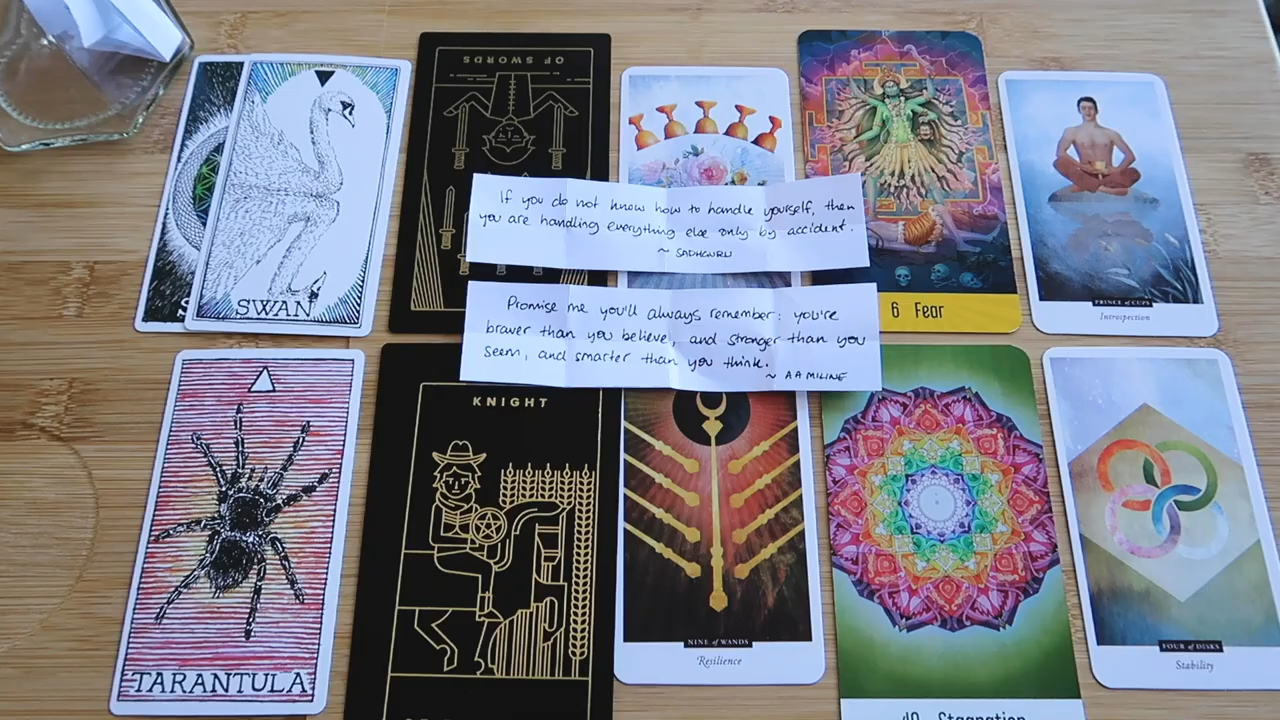 OF SWORDS
If you do not know how to handle yourself, then
you are handling everything else only by accident.
~ SADHGURU
SWAN
6 Fear
PRINCE of CUPS
Introspection
Promise me you'll always remember: you're
braver than you believe, and stronger than you
seem, and smarter than you think.
~ A A MILINE
KNIGHT
TARANTULA
NINE of WANDS
Resilience
FOUR of DISKS
Stability
Stagnation